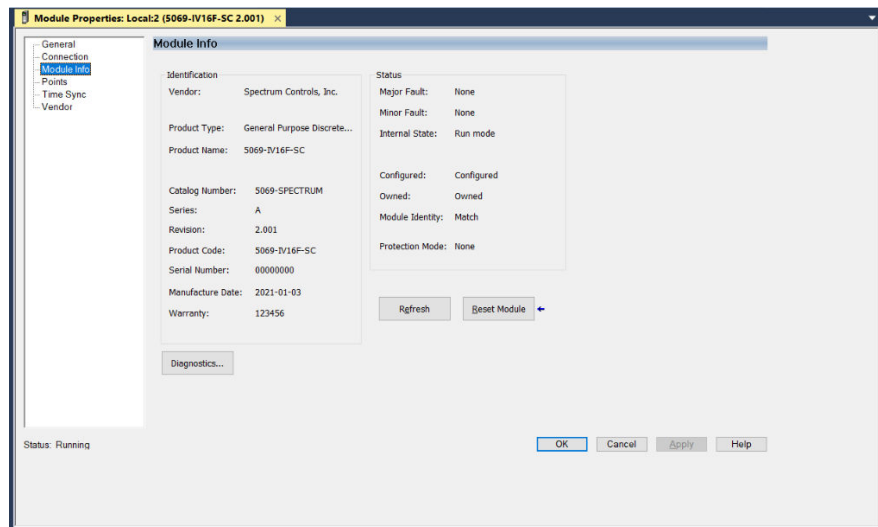 Module Properties: Local:2 (5069-IV16F-SC 2.001) ×
General
Connection
Module Info
Points
Time Sync
Vendor
Module Info
Identification
Vendor: Spectrum Controls, Inc.
Product Type: General Purpose Discrete...
Product Name: 5069-IV16F-SC
Catalog Number: 5069-SPECTRUM
Series: A
Revision: 2.001
Product Code: 5069-IV16F-SC
Serial Number: 00000000
Manufacture Date: 2021-01-03
Warranty: 123456
Status
Major Fault: None
Minor Fault: None
Internal State: Run mode
Configured: Configured
Owned: Owned
Module Identity: Match
Protection Mode: None
Refresh
Reset Module
Diagnostics...
Status: Running
OK
Cancel
Apply
Help